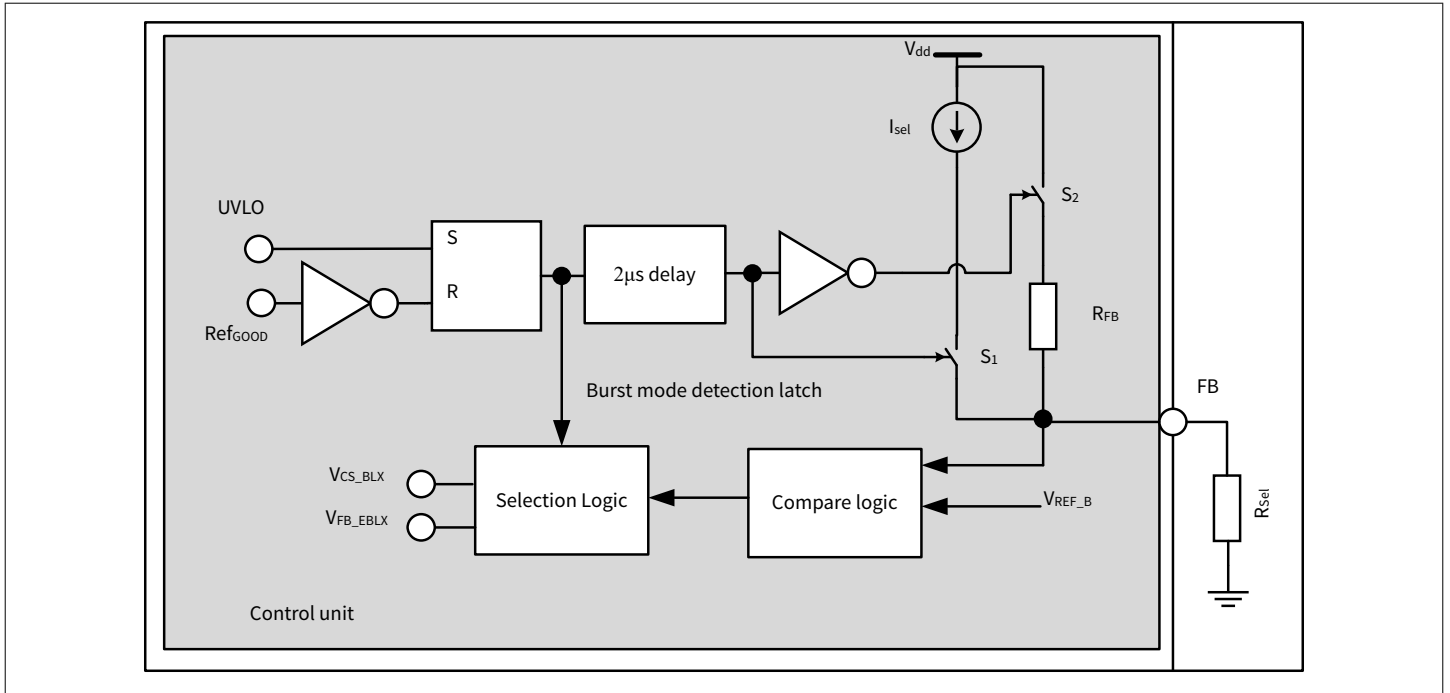 Vdd
Isel
S2
UVLO
S
2µs delay
R
RFB
RefGOOD
S1
Burst mode detection latch
FB
VCS_BLX
Selection Logic
Compare logic
VREF_B
VFB_EBLX
RSel
Control unit